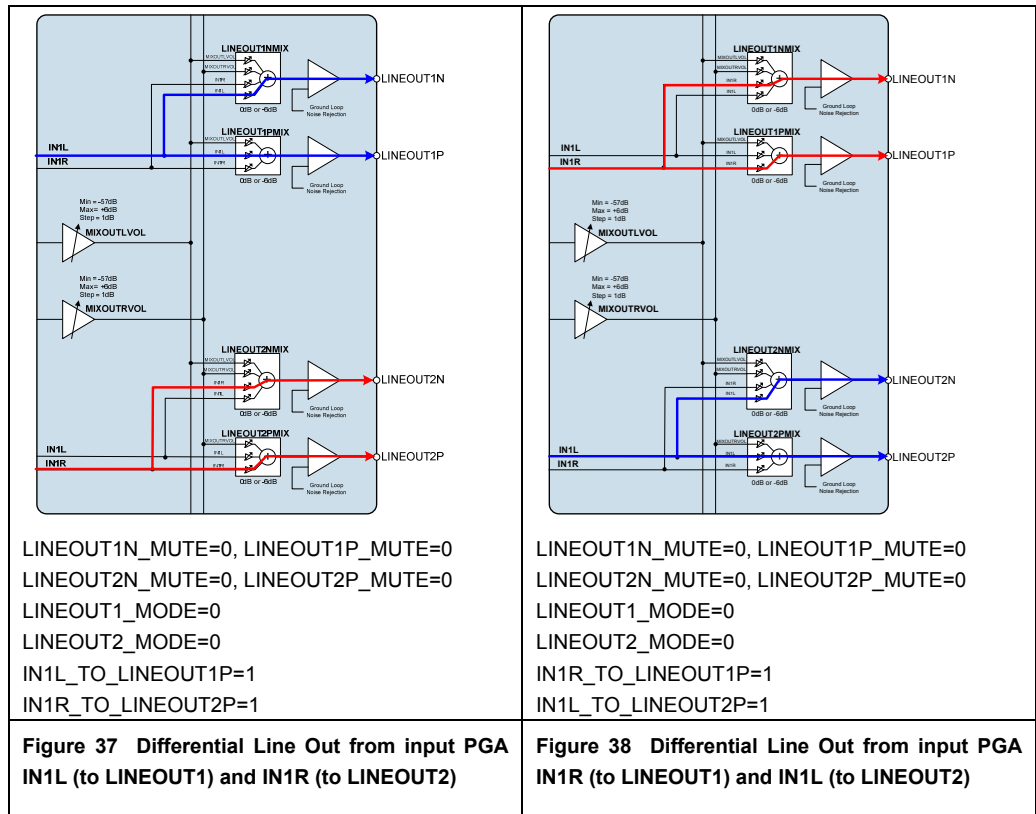 LINEOUT1NMIX
MIXOUTLVOL
MIXOUTRVOL
IN1R
IN1L
0dB or -6dB
Ground Loop
Noise Rejection
LINEOUT1N
LINEOUT1PMIX
MIXOUTLVOL
IN1L
IN1R
0dB or -6dB
Ground Loop
Noise Rejection
LINEOUT1P
IN1L
IN1R
Min = -57dB
Max= +6dB
Step = 1dB
MIXOUTLVOL
Min = -57dB
Max= +6dB
Step = 1dB
MIXOUTRVOL
LINEOUT2NMIX
MIXOUTLVOL
MIXOUTRVOL
IN1R
IN1L
0dB or -6dB
Ground Loop
Noise Rejection
LINEOUT2N
LINEOUT2PMIX
MIXOUTRVOL
IN1L
IN1R
0dB or -6dB
Ground Loop
Noise Rejection
LINEOUT2P
IN1L
IN1R
LINEOUT1N_MUTE=0, LINEOUT1P_MUTE=0
LINEOUT2N_MUTE=0, LINEOUT2P_MUTE=0
LINEOUT1_MODE=0
LINEOUT2_MODE=0
IN1L_TO_LINEOUT1P=1
IN1R_TO_LINEOUT2P=1
Figure 37 Differential Line Out from input PGA
IN1L (to LINEOUT1) and IN1R (to LINEOUT2)
LINEOUT1NMIX
MIXOUTLVOL
MIXOUTRVOL
IN1R
IN1L
0dB or -6dB
Ground Loop
Noise Rejection
LINEOUT1N
LINEOUT1PMIX
MIXOUTLVOL
IN1L
IN1R
0dB or -6dB
Ground Loop
Noise Rejection
LINEOUT1P
IN1L
IN1R
Min = -57dB
Max= +6dB
Step = 1dB
MIXOUTLVOL
Min = -57dB
Max= +6dB
Step = 1dB
MIXOUTRVOL
LINEOUT2NMIX
MIXOUTLVOL
MIXOUTRVOL
IN1R
IN1L
0dB or -6dB
Ground Loop
Noise Rejection
LINEOUT2N
LINEOUT2PMIX
MIXOUTRVOL
IN1L
IN1R
0dB or -6dB
Ground Loop
Noise Rejection
LINEOUT2P
IN1L
IN1R
LINEOUT1N_MUTE=0, LINEOUT1P_MUTE=0
LINEOUT2N_MUTE=0, LINEOUT2P_MUTE=0
LINEOUT1_MODE=0
LINEOUT2_MODE=0
IN1R_TO_LINEOUT1P=1
IN1L_TO_LINEOUT2P=1
Figure 38 Differential Line Out from input PGA
IN1R (to LINEOUT1) and IN1L (to LINEOUT2)